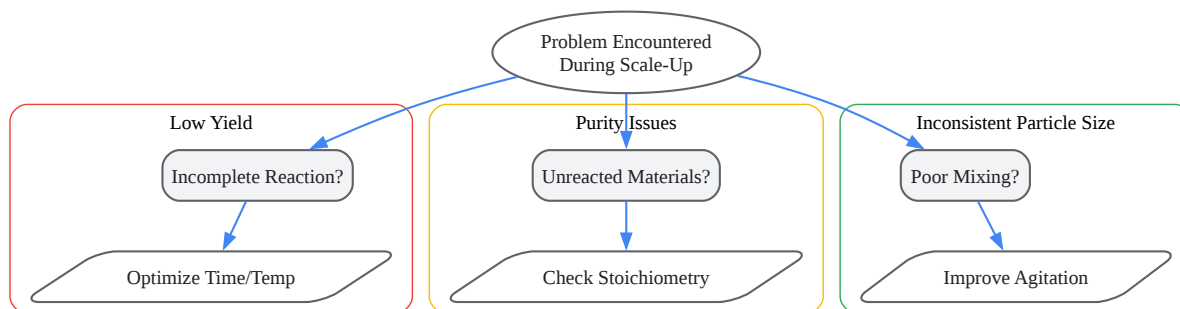 Problem Encountered
During Scale-Up
Low Yield
Purity Issues
Inconsistent Particle Size
Incomplete Reaction?
Unreacted Materials?
Poor Mixing?
Optimize Time/Temp
Check Stoichiometry
Improve Agitation